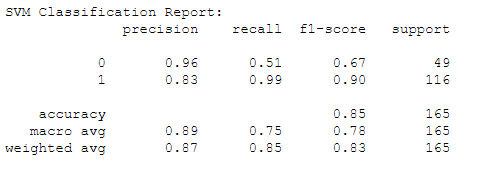 SVM Classification Report:
precision recall f1-score support
0 0.96 0.51 0.67 49
1 0.83 0.99 0.90 116
accuracy 0.85 165
macro avg 0.89 0.75 0.78 165
weighted avg 0.87 0.85 0.83 165